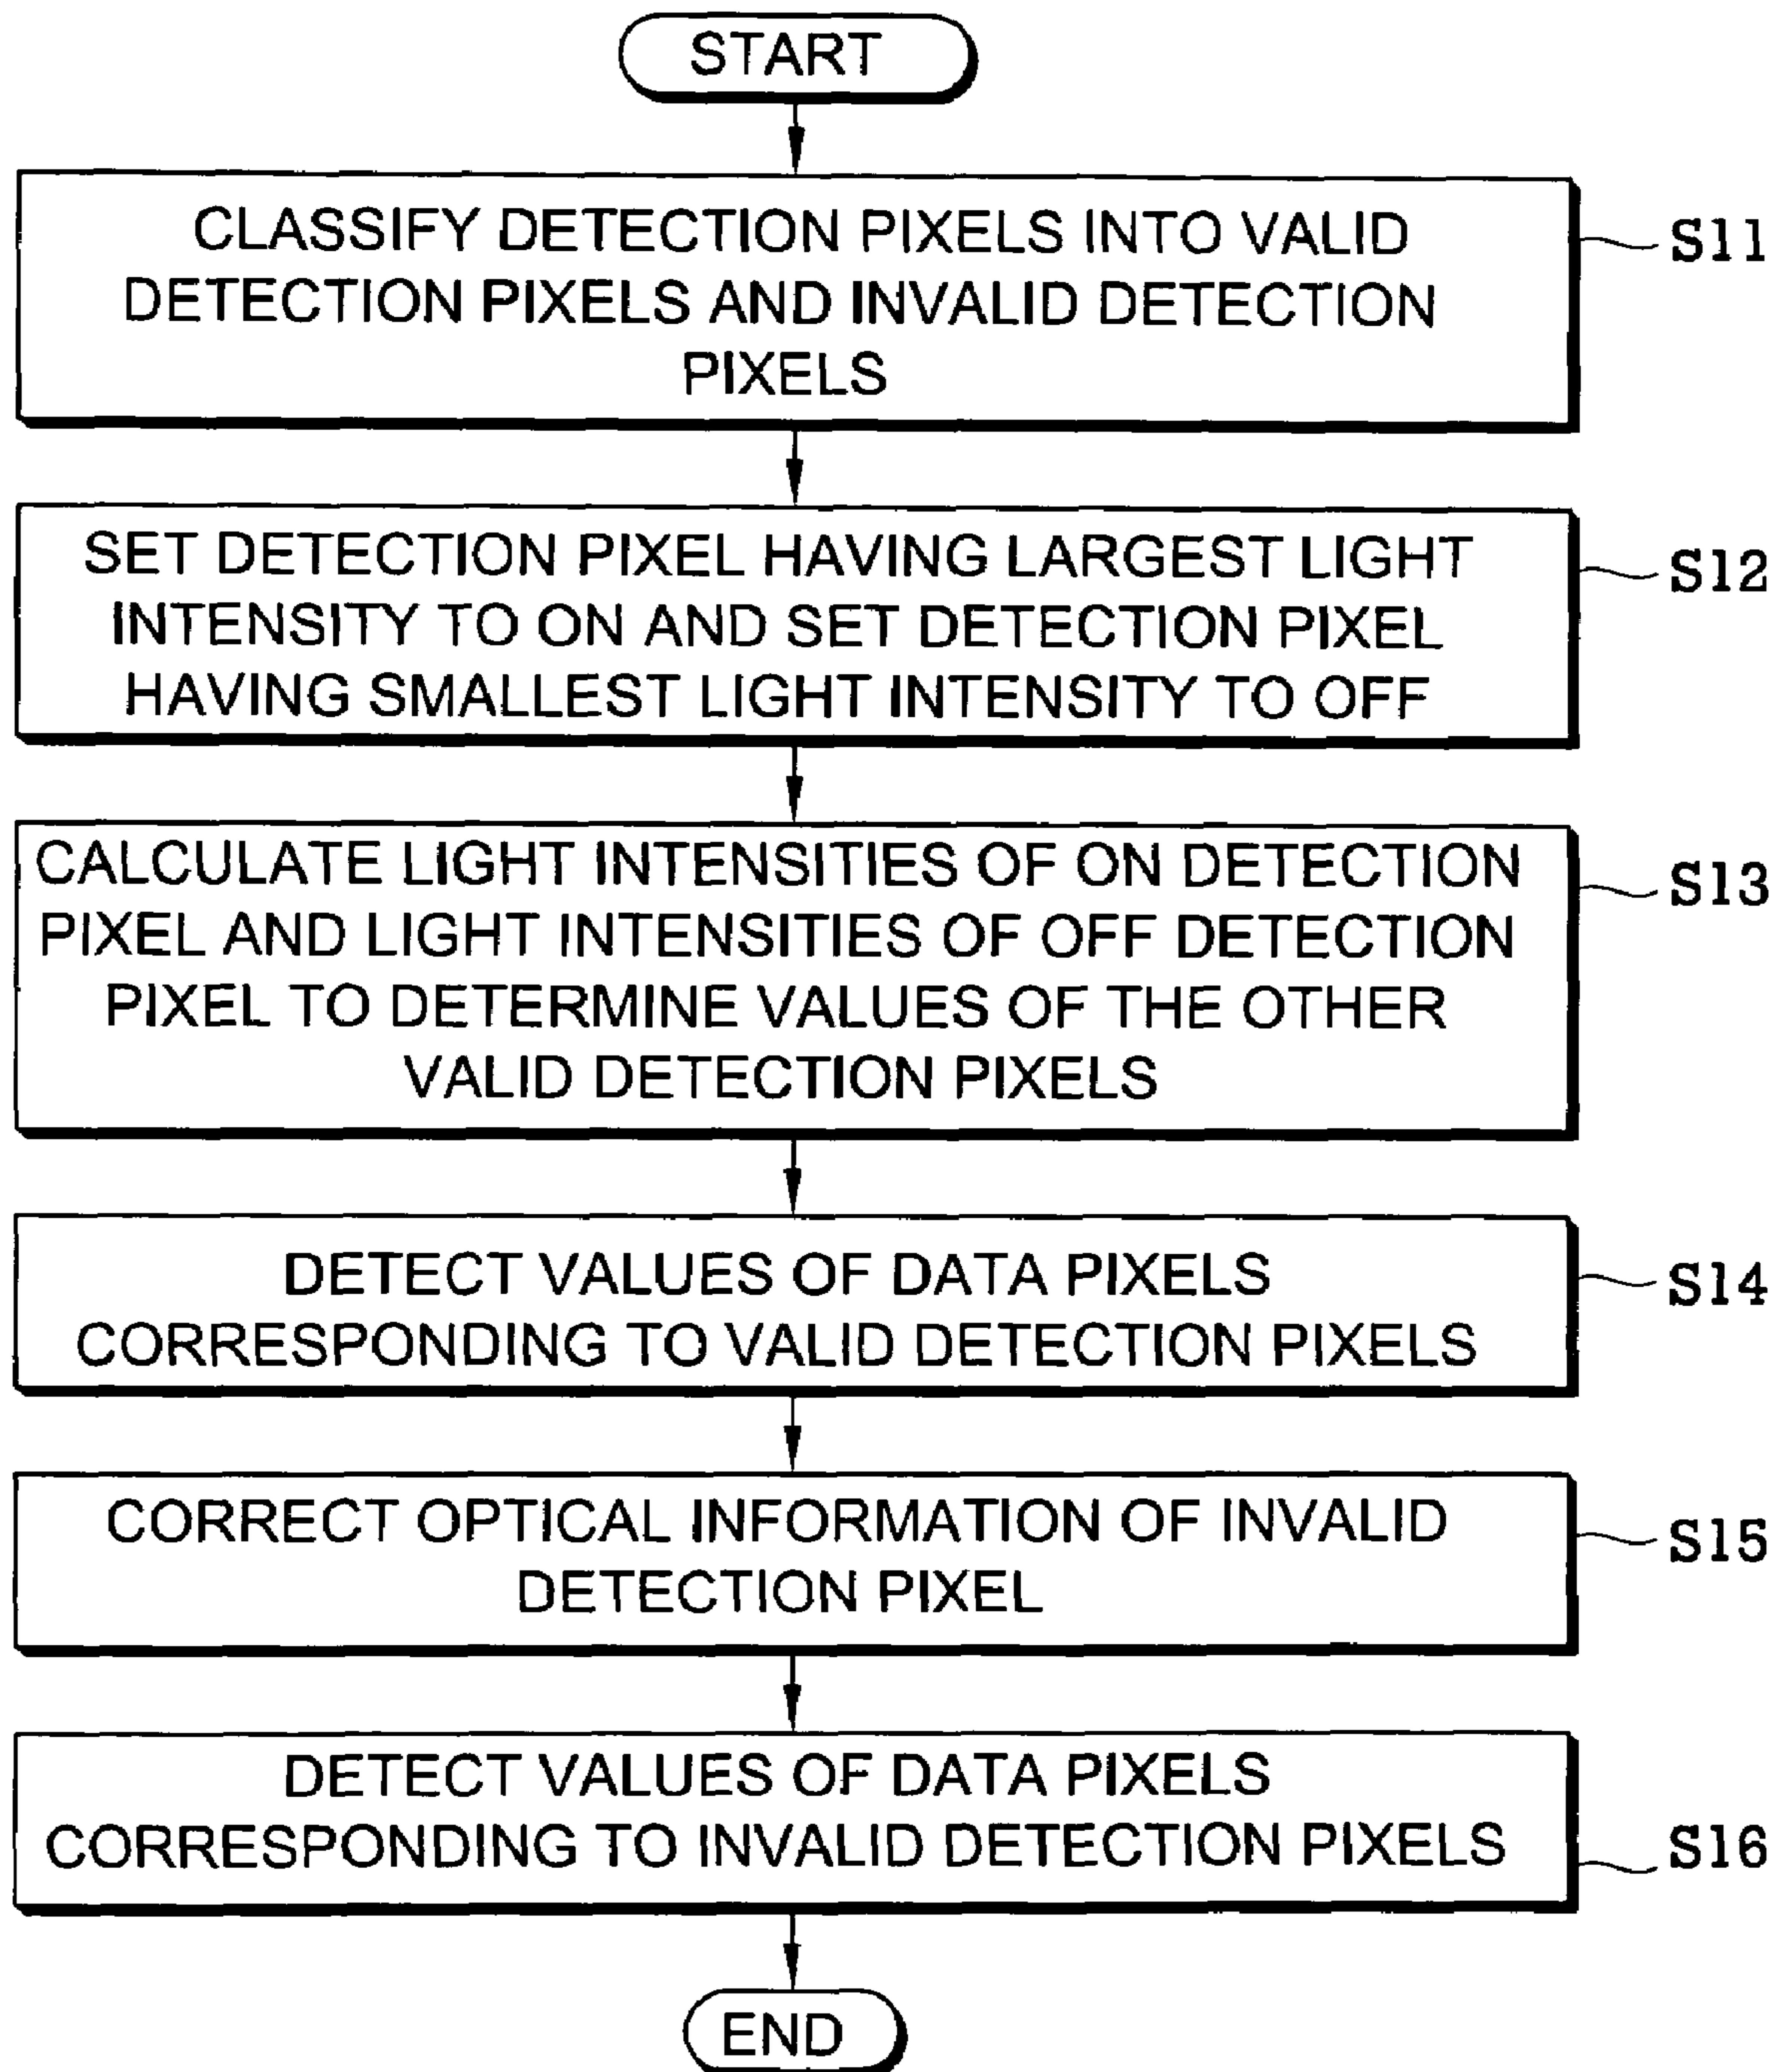 START
CLASSIFY DETECTION PIXELS INTO VALID
DETECTION PIXELS AND INVALID DETECTION
PIXELS
S11
SET DETECTION PIXEL HAVING LARGEST LIGHT
INTENSITY TO ON AND SET DETECTION PIXEL
HAVING SMALLEST LIGHT INTENSITY TO OFF
S12
CALCULATE LIGHT INTENSITIES OF ON DETECTION
PIXEL AND LIGHT INTENSITIES OF OFF DETECTION
PIXEL TO DETERMINE VALUES OF THE OTHER
VALID DETECTION PIXELS
S13
DETECT VALUES OF DATA PIXELS
CORRESPONDING TO VALID DETECTION PIXELS
S14
CORRECT OPTICAL INFORMATION OF INVALID
DETECTION PIXEL
S15
DETECT VALUES OF DATA PIXELS
CORRESPONDING TO INVALID DETECTION PIXELS
S16
END